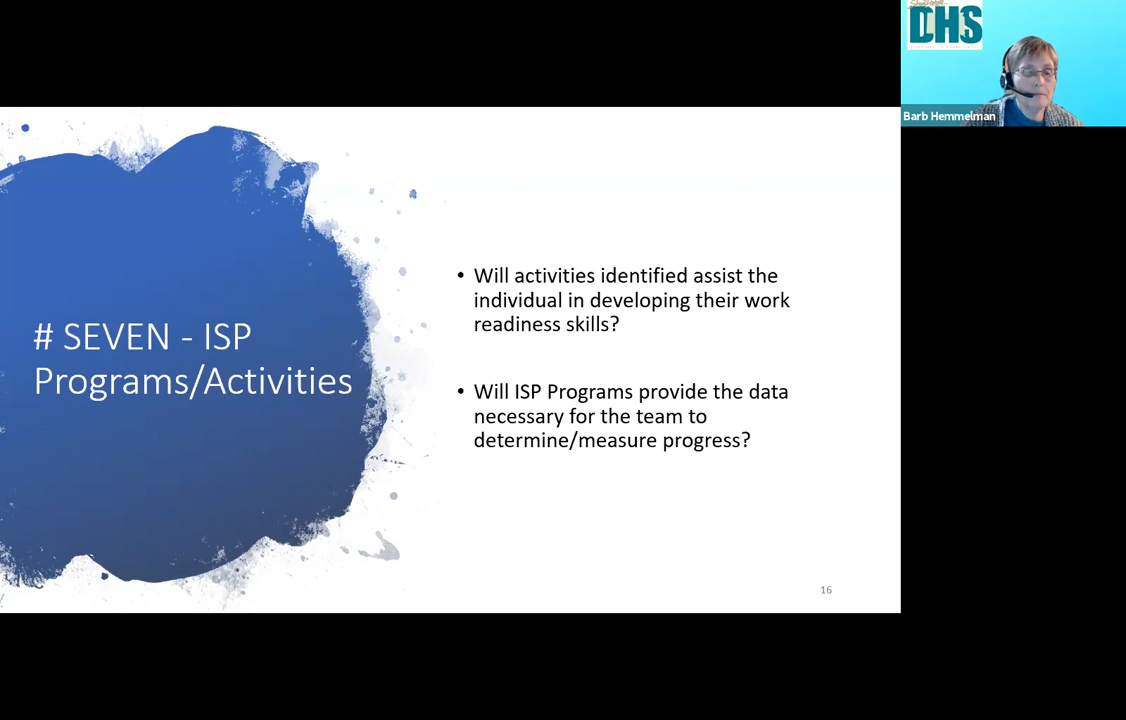 DHS
Barb Hemmelman
# SEVEN - ISP
Programs/Activities
• Will activities identified assist the
individual in developing their work
readiness skills?
• Will ISP Programs provide the data
necessary for the team to
determine/measure progress?
16